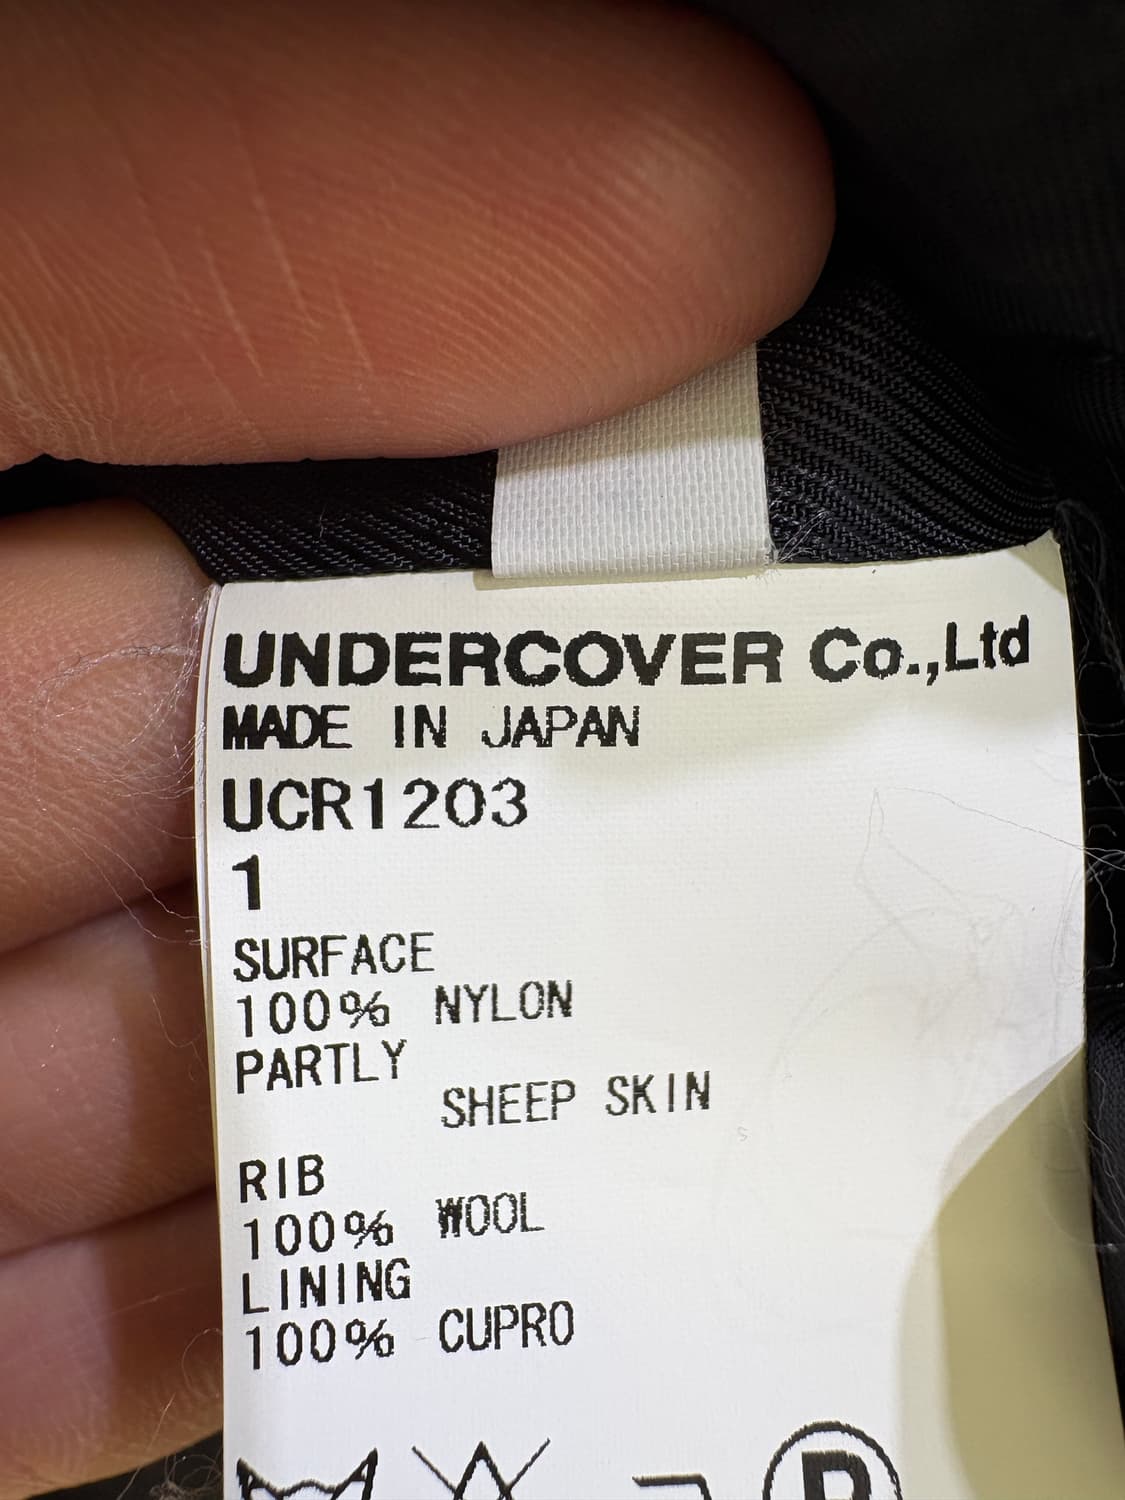 UNDERCOVER Co.,Ltd
MADE IN JAPAN
UCR1203
1
SURFACE
100% NYLON
PARTLY
SHEEP SKIN
RIB
100% WOOL
LINING
100% CUPRO
P